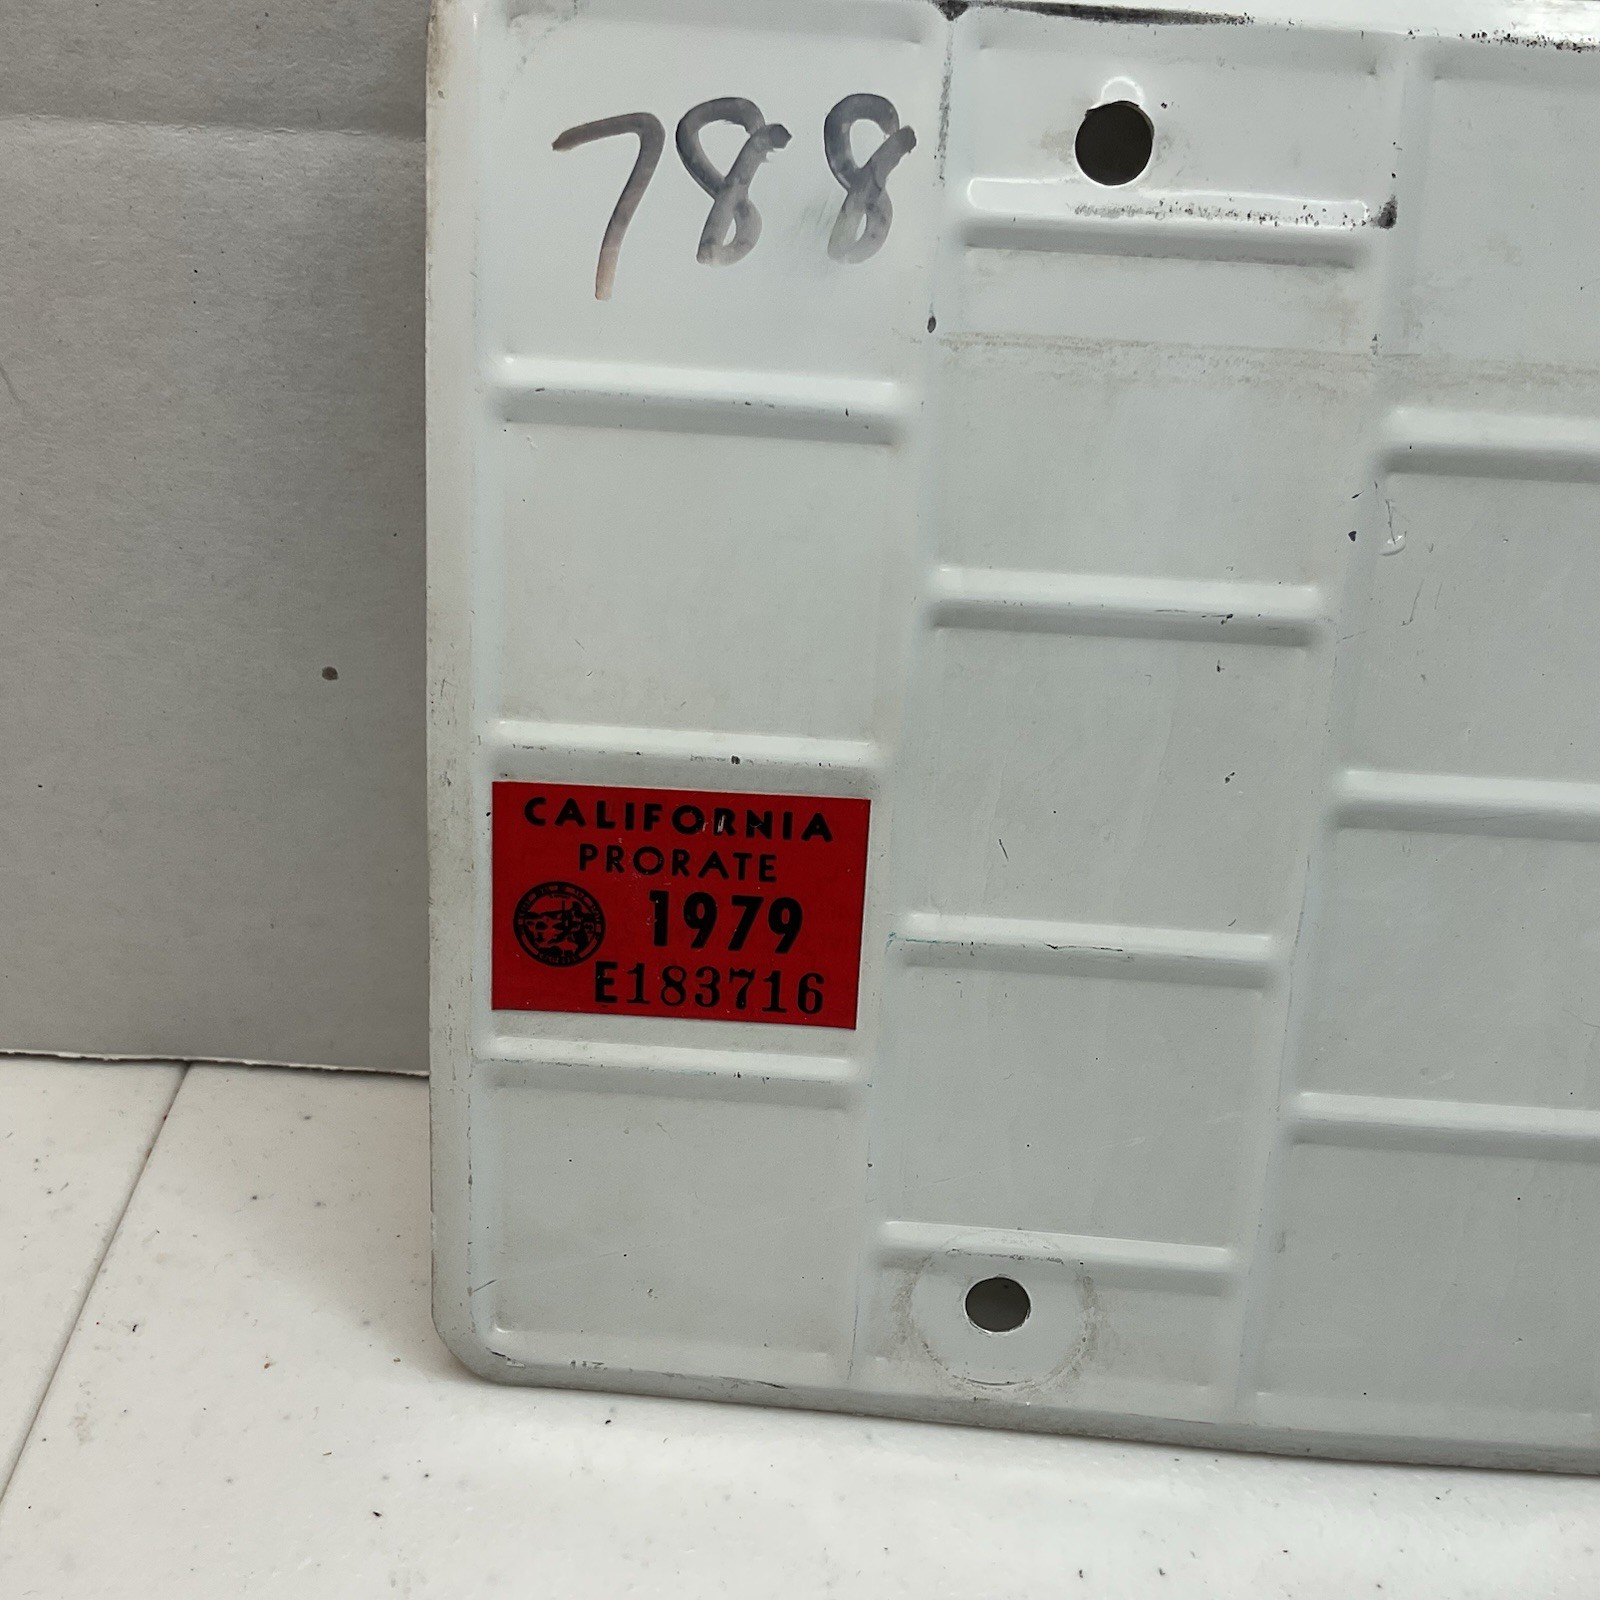 788
CALIFORNIA
PRORATE
1979
E183716